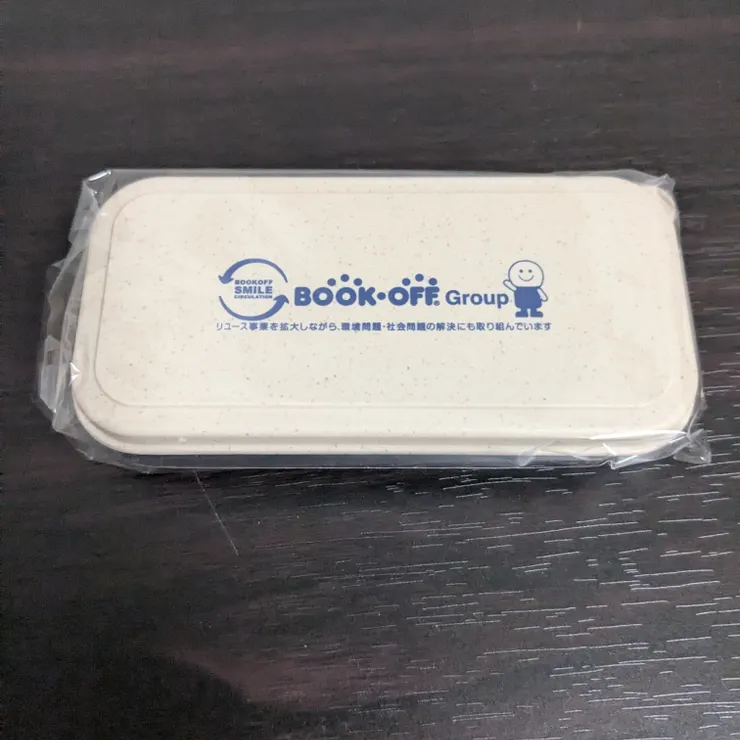 BOOKOFF
SMILE
CIRCULATION
BOOK・OFF® Group
リユース事業を拡大しながら、環境問題・社会問題の解決にも取り組んでいます